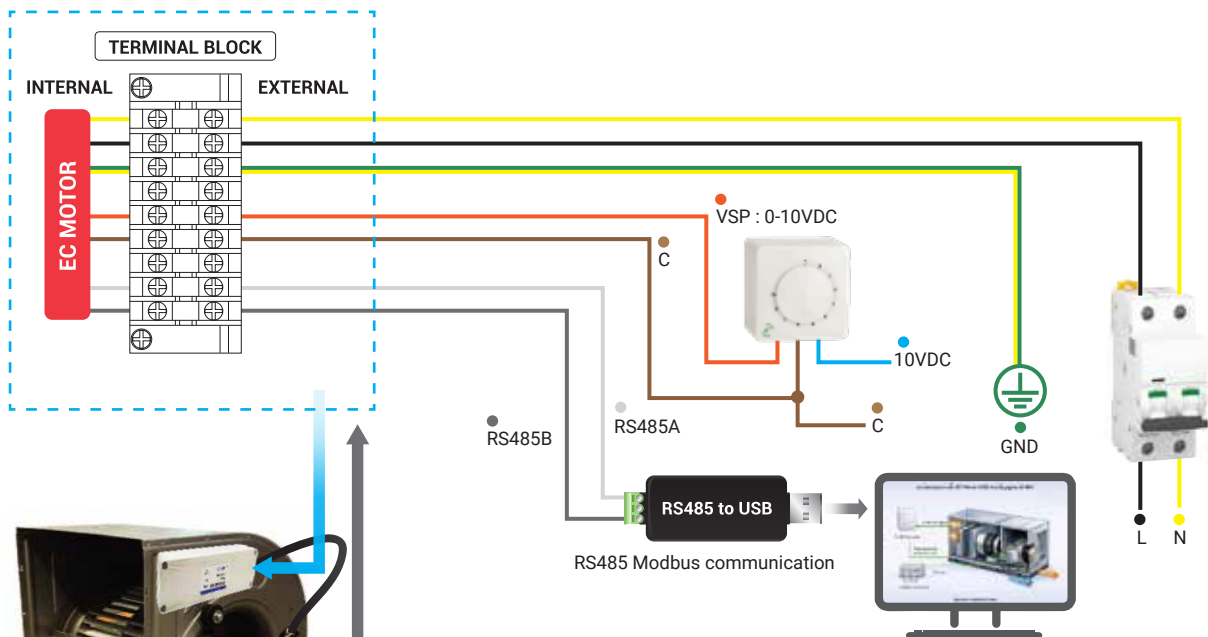 TERMINAL BLOCK
INTERNAL
EXTERNAL
EC MOTOR
VSP : 0-10VDC
C
10VDC
C
GND
RS485B
RS485A
RS485 to USB
RS485 Modbus communication
L
N